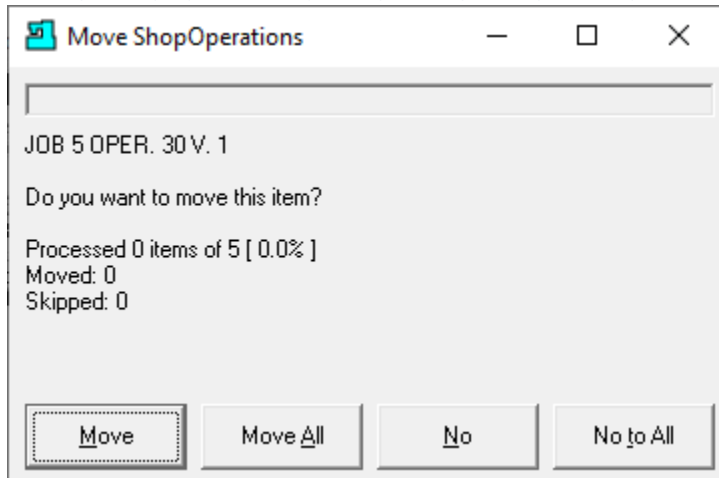 Move ShopOperations
JOB 5 OPER. 30 V. 1
Do you want to move this item?
Processed 0 items of 5 [ 0.0% ]
Moved: 0
Skipped: 0
Move
Move All
No
No to All